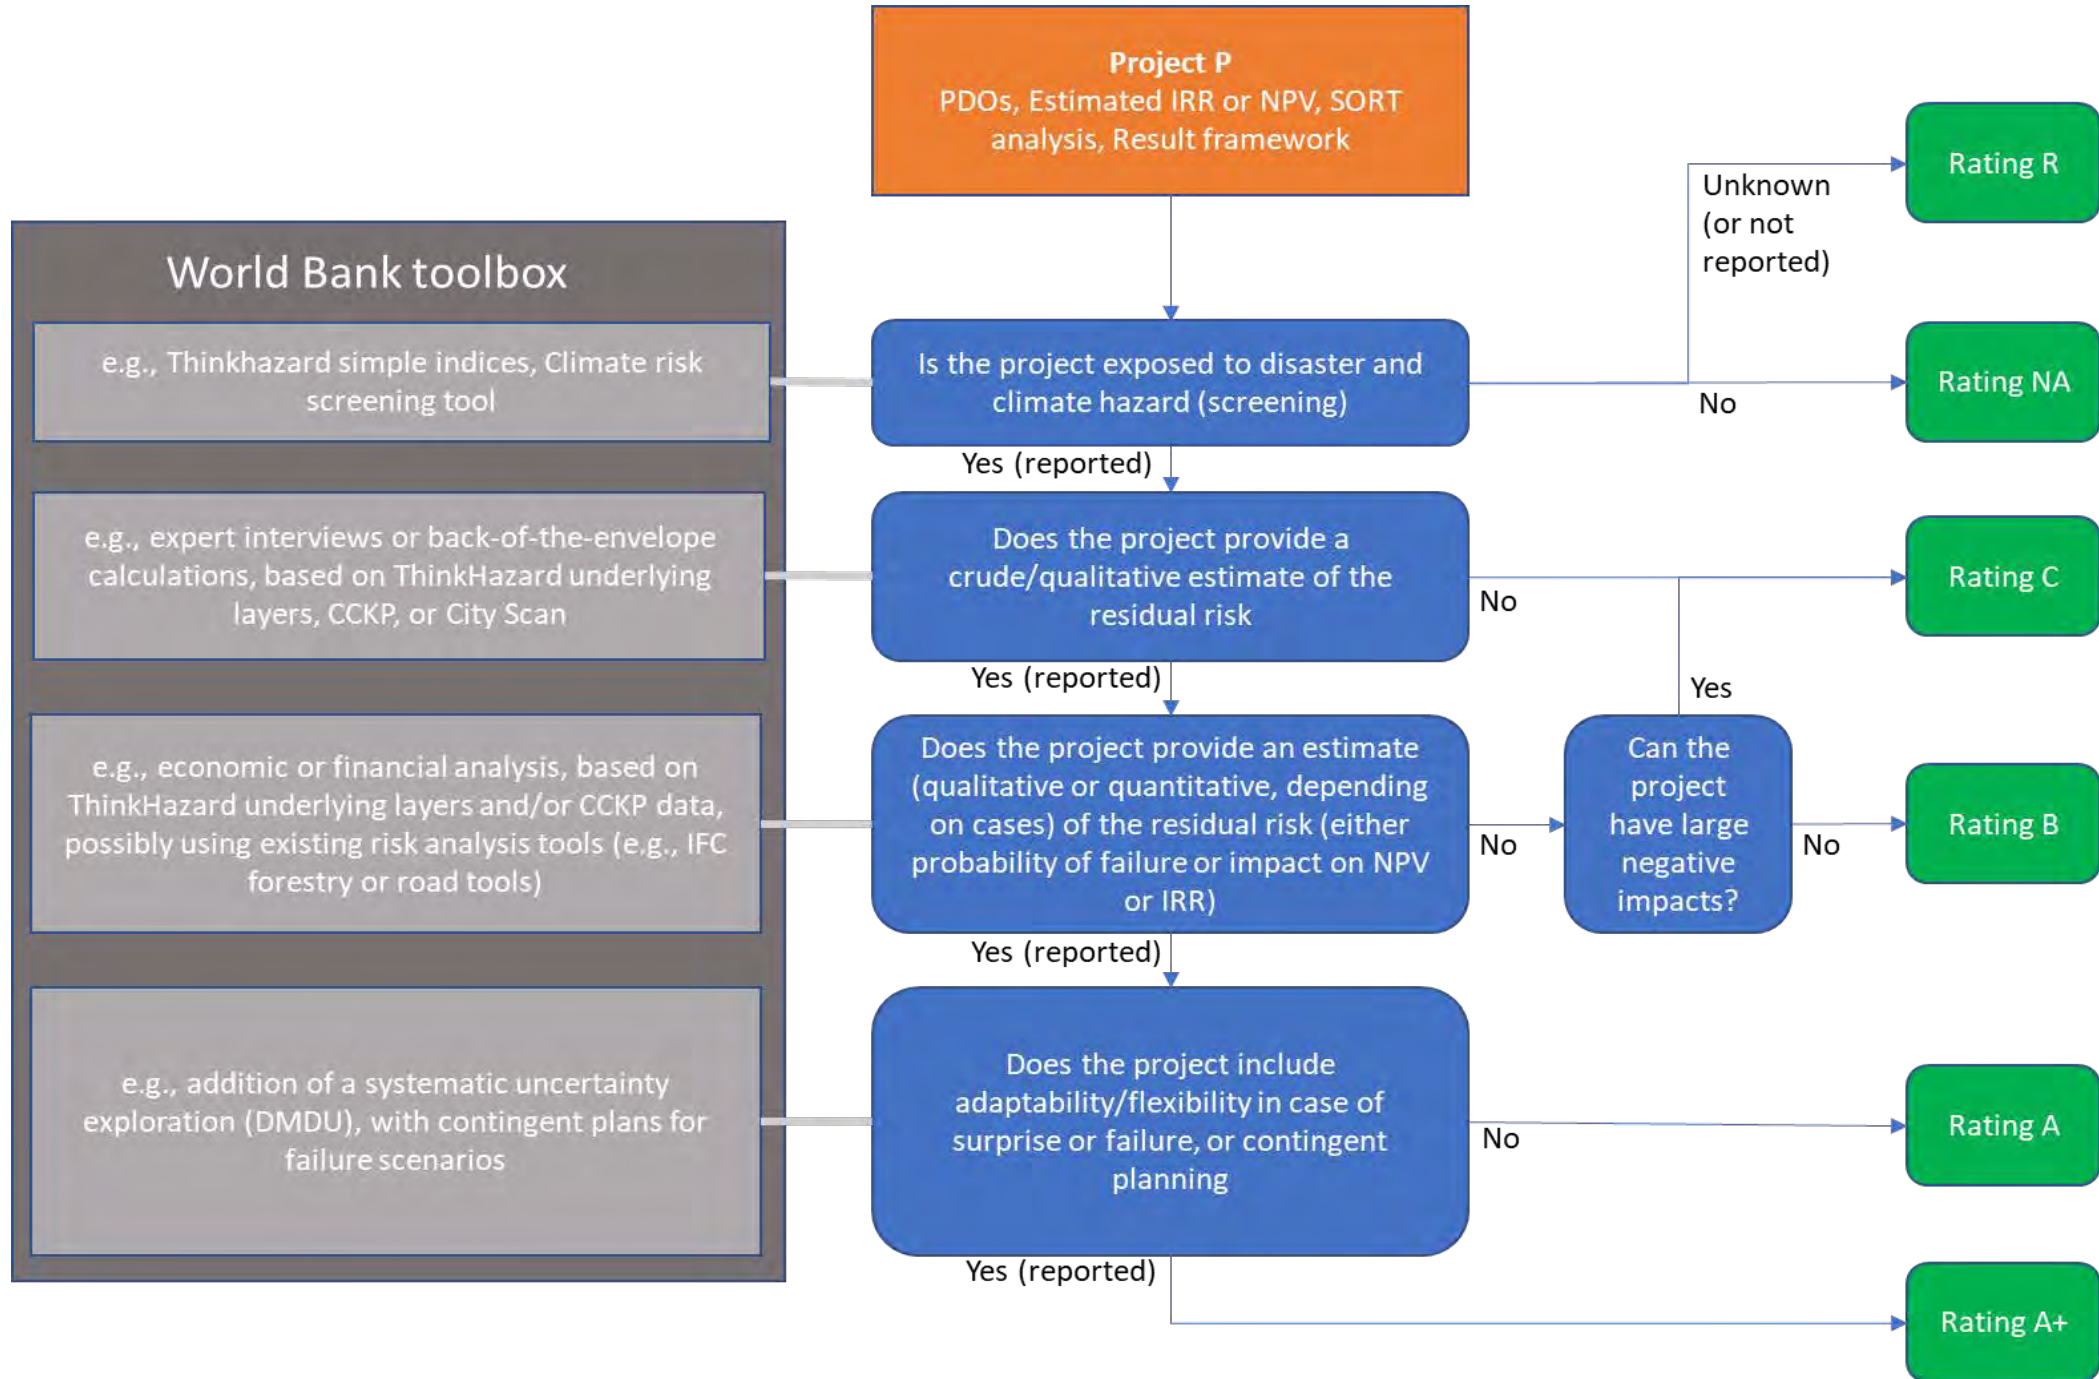 Project P
PDOs, Estimated IRR or NPV, SORT
analysis, Result framework
Rating R
Unknown
(or not
reported)
World Bank toolbox
e.g., Thinkhazard simple indices, Climate risk
screening tool
Is the project exposed to disaster and
climate hazard (screening)
Rating NA
No
Yes (reported)
e.g., expert interviews or back-of-the-envelope
calculations, based on ThinkHazard underlying
layers, CCKP, or City Scan
Does the project provide a
crude/qualitative estimate of the
residual risk
No
Rating C
Yes (reported)
Yes
e.g., economic or financial analysis, based on
ThinkHazard underlying layers and/or CCKP data,
possibly using existing risk analysis tools (e.g., IFC
forestry or road tools)
Does the project provide an estimate
(qualitative or quantitative, depending
on cases) of the residual risk (either
probability of failure or impact on NPV
or IRR)
No
Can the
project
have large
negative
impacts?
No
Rating B
Yes (reported)
e.g., addition of a systematic uncertainty
exploration (DMDU), with contingent plans for
failure scenarios
Does the project include
adaptability/flexibility in case of
surprise or failure, or contingent
planning
No
Rating A
Yes (reported)
Rating A+